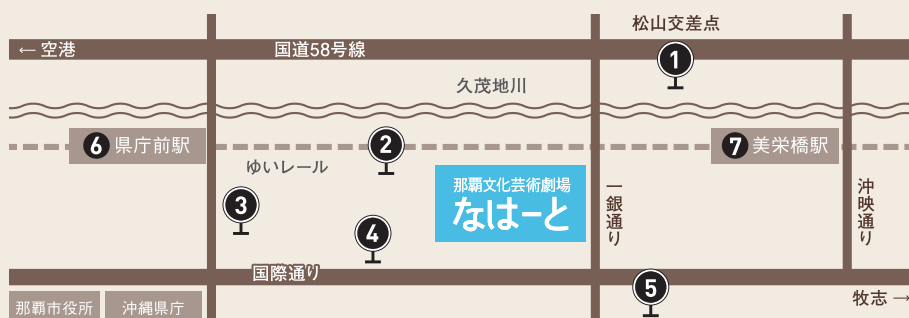 松山交差点
← 空港
国道58号線
1
久茂地川
6 県庁前駅
2
7 美栄橋駅
ゆいレール
那覇文化芸術劇場
なはーと
一銀通り
沖映通り
3
4
国際通り
5
那覇市役所
沖縄県庁
牧志 →